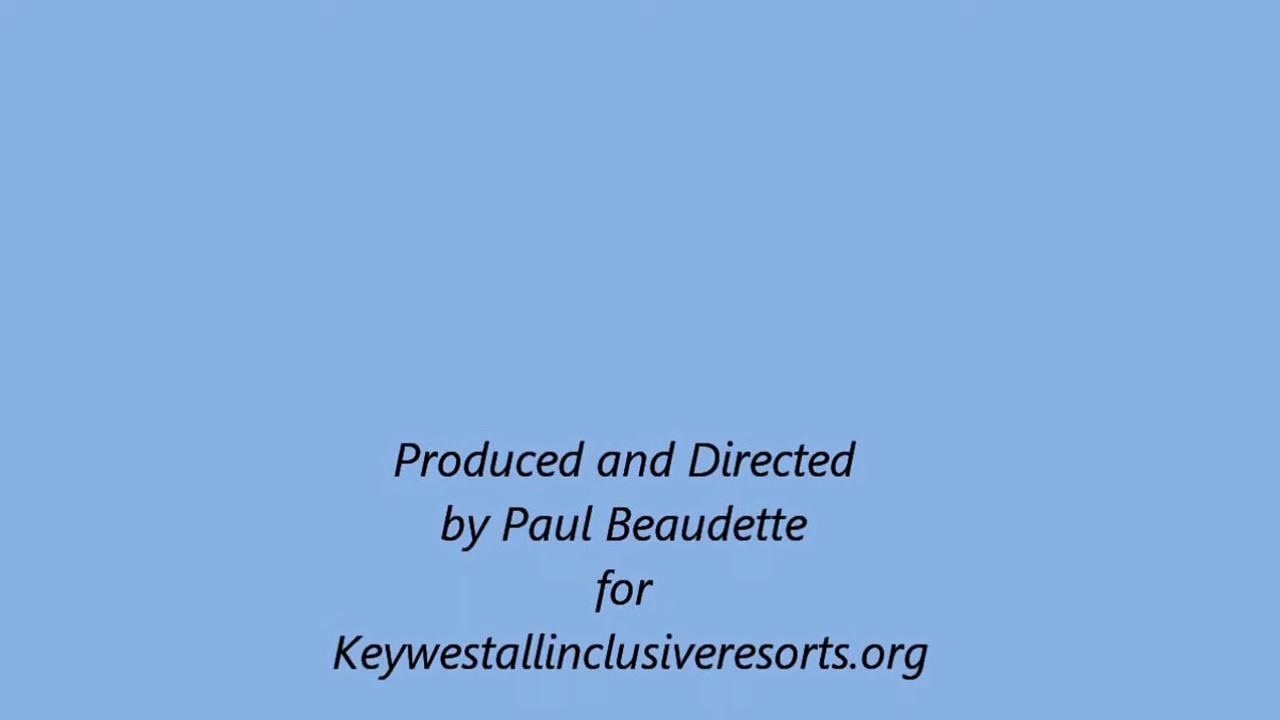 Produced and Directed
by Paul Beaudette
for
Keywestallinclusiveresorts.org